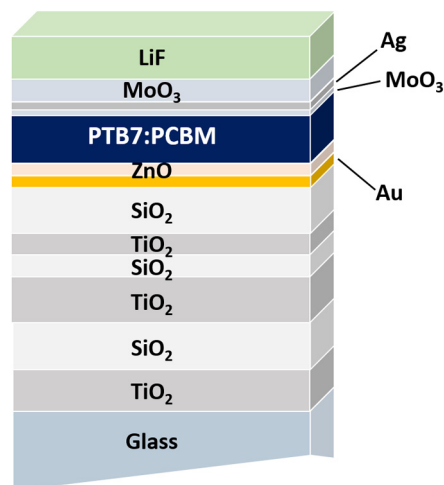 LiF
Ag
MoO₃
MoO₃
PTB7:PCBM
ZnO
Au
SiO₂
TiO₂
SiO₂
TiO₂
SiO₂
TiO₂
Glass